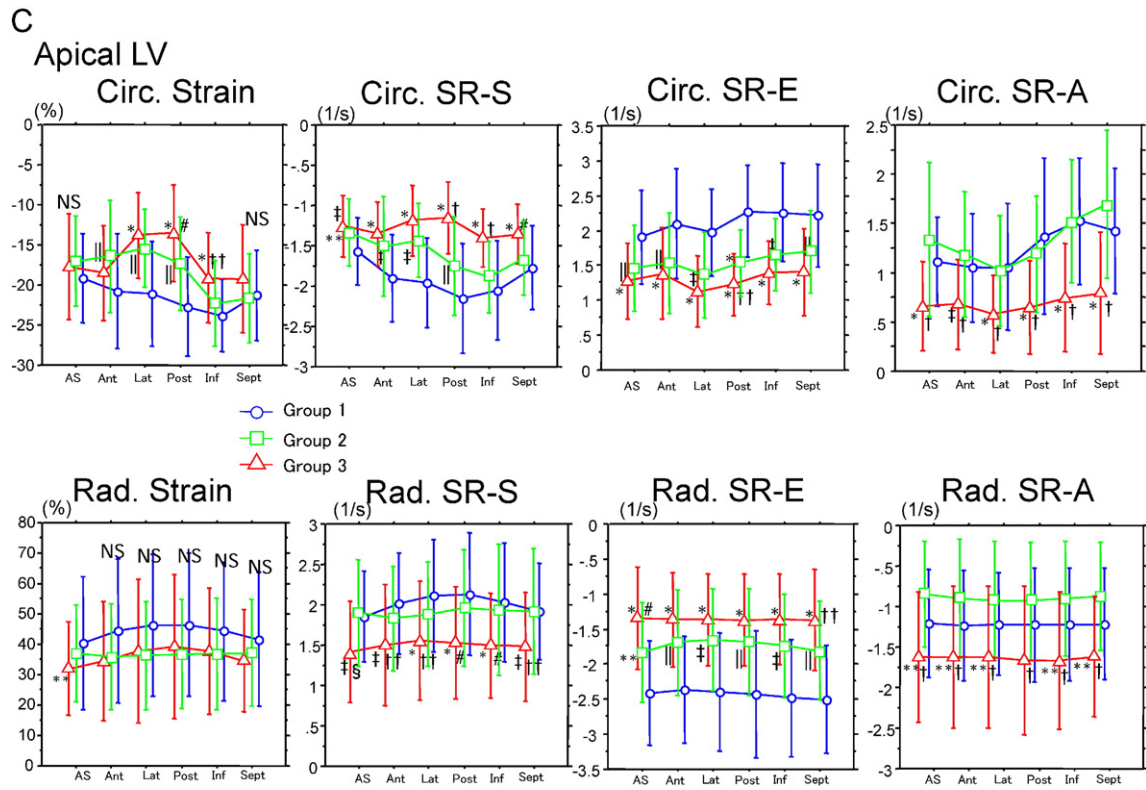 C
Apical LV
Circ. Strain Circ. SR-S Circ. SR-E Circ. SR-A
(%) (1/s) (1/s) (1/s)
0 0 3.5 2.5
-5 -.5 3 2
-10 -1 2.5 1.5
-15 -1.5 2 1
-20 -2 1.5 .5
-25 -2.5 1 0
-30 -3 .5
0
NS NS
|| * * # || || * ††
‡ ** * ‡ * ‡ * † || * † * #
|| * || * ‡ * * †† ‡ * || *
* † ‡ † * † * † * † * †
AS Ant Lat Post Inf Sept AS Ant Lat Post Inf Sept AS Ant Lat Post Inf Sept AS Ant Lat Post Inf Sept
Group 1
Group 2
Group 3
Rad. Strain Rad. SR-S Rad. SR-E Rad. SR-A
(%) (1/s) (1/s) (1/s)
80 3 0 0
70 2.5 -.5 -.5
60 2 -1 -1
50 1.5 -1.5 -1.5
40 1 -2 -2
30 .5 -2.5 -2.5
20 0 -3 -3
10 -3.5
0
NS NS NS NS NS
**
‡ § ‡ †† * †† * # * # ‡ ††
* # * * * * * ††
** || ‡ || ‡ ||
** † ** † ** † † ** † ** †
AS Ant Lat Post Inf Sept AS Ant Lat Post Inf Sept AS Ant Lat Post Inf Sept AS Ant Lat Post Inf Sept